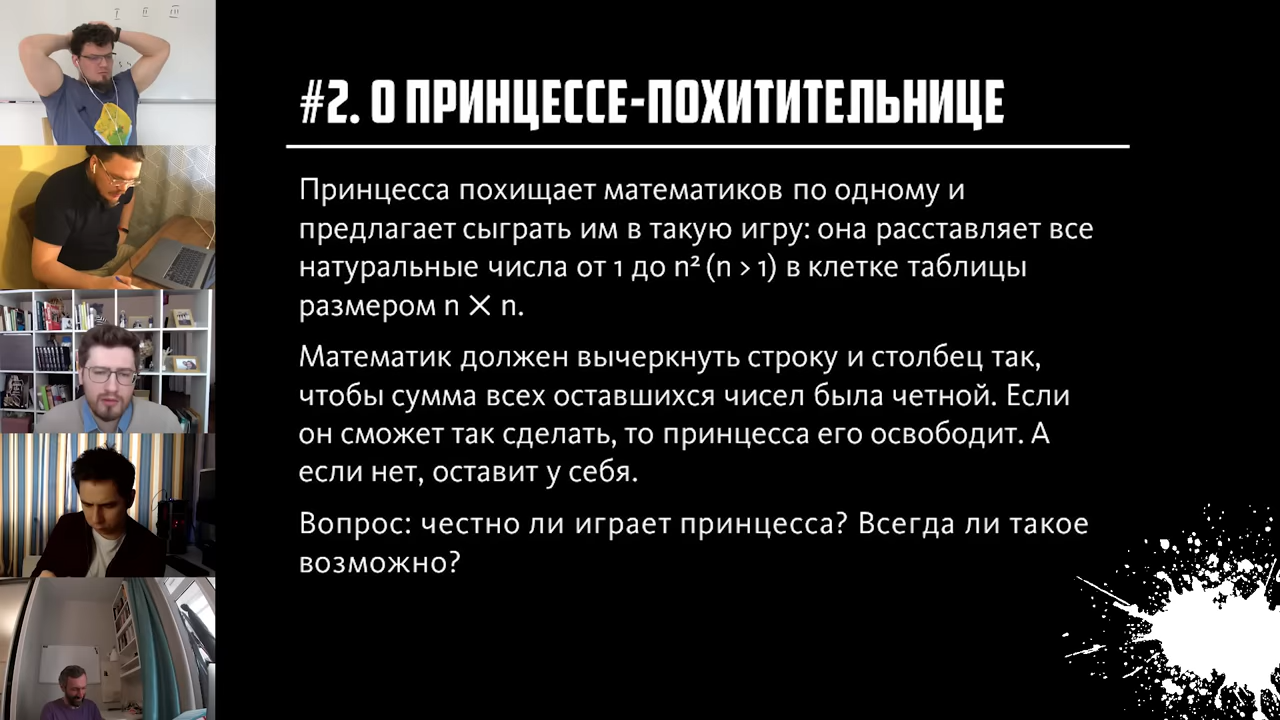 I II III
#2. О ПРИНЦЕССЕ-ПОХИТИТЕЛЬНИЦЕ
Принцесса похищает математиков по одному и
предлагает сыграть им в такую игру: она расставляет все
натуральные числа от 1 до n² (n > 1) в клетке таблицы
размером n × n.
Математик должен вычеркнуть строку и столбец так,
чтобы сумма всех оставшихся чисел была четной. Если
он сможет так сделать, то принцесса его освободит. А
если нет, оставит у себя.
Вопрос: честно ли играет принцесса? Всегда ли такое
возможно?